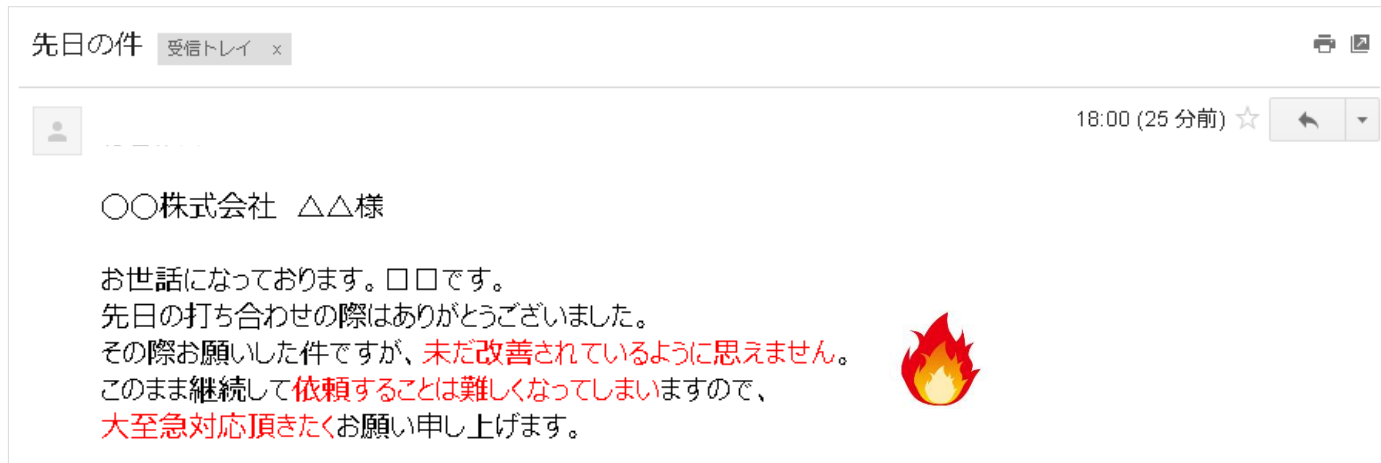 先日の件 受信トレイ x
18:00 (25 分前)
○○株式会社　△△様
お世話になっております。口口です。
先日の打ち合わせの際はありがとうございました。
その際お願いした件ですが、未だ改善されているように思えません。
このまま継続して依頼することは難しくなってしまいますので、
大至急対応頂きたくお願い申し上げます。